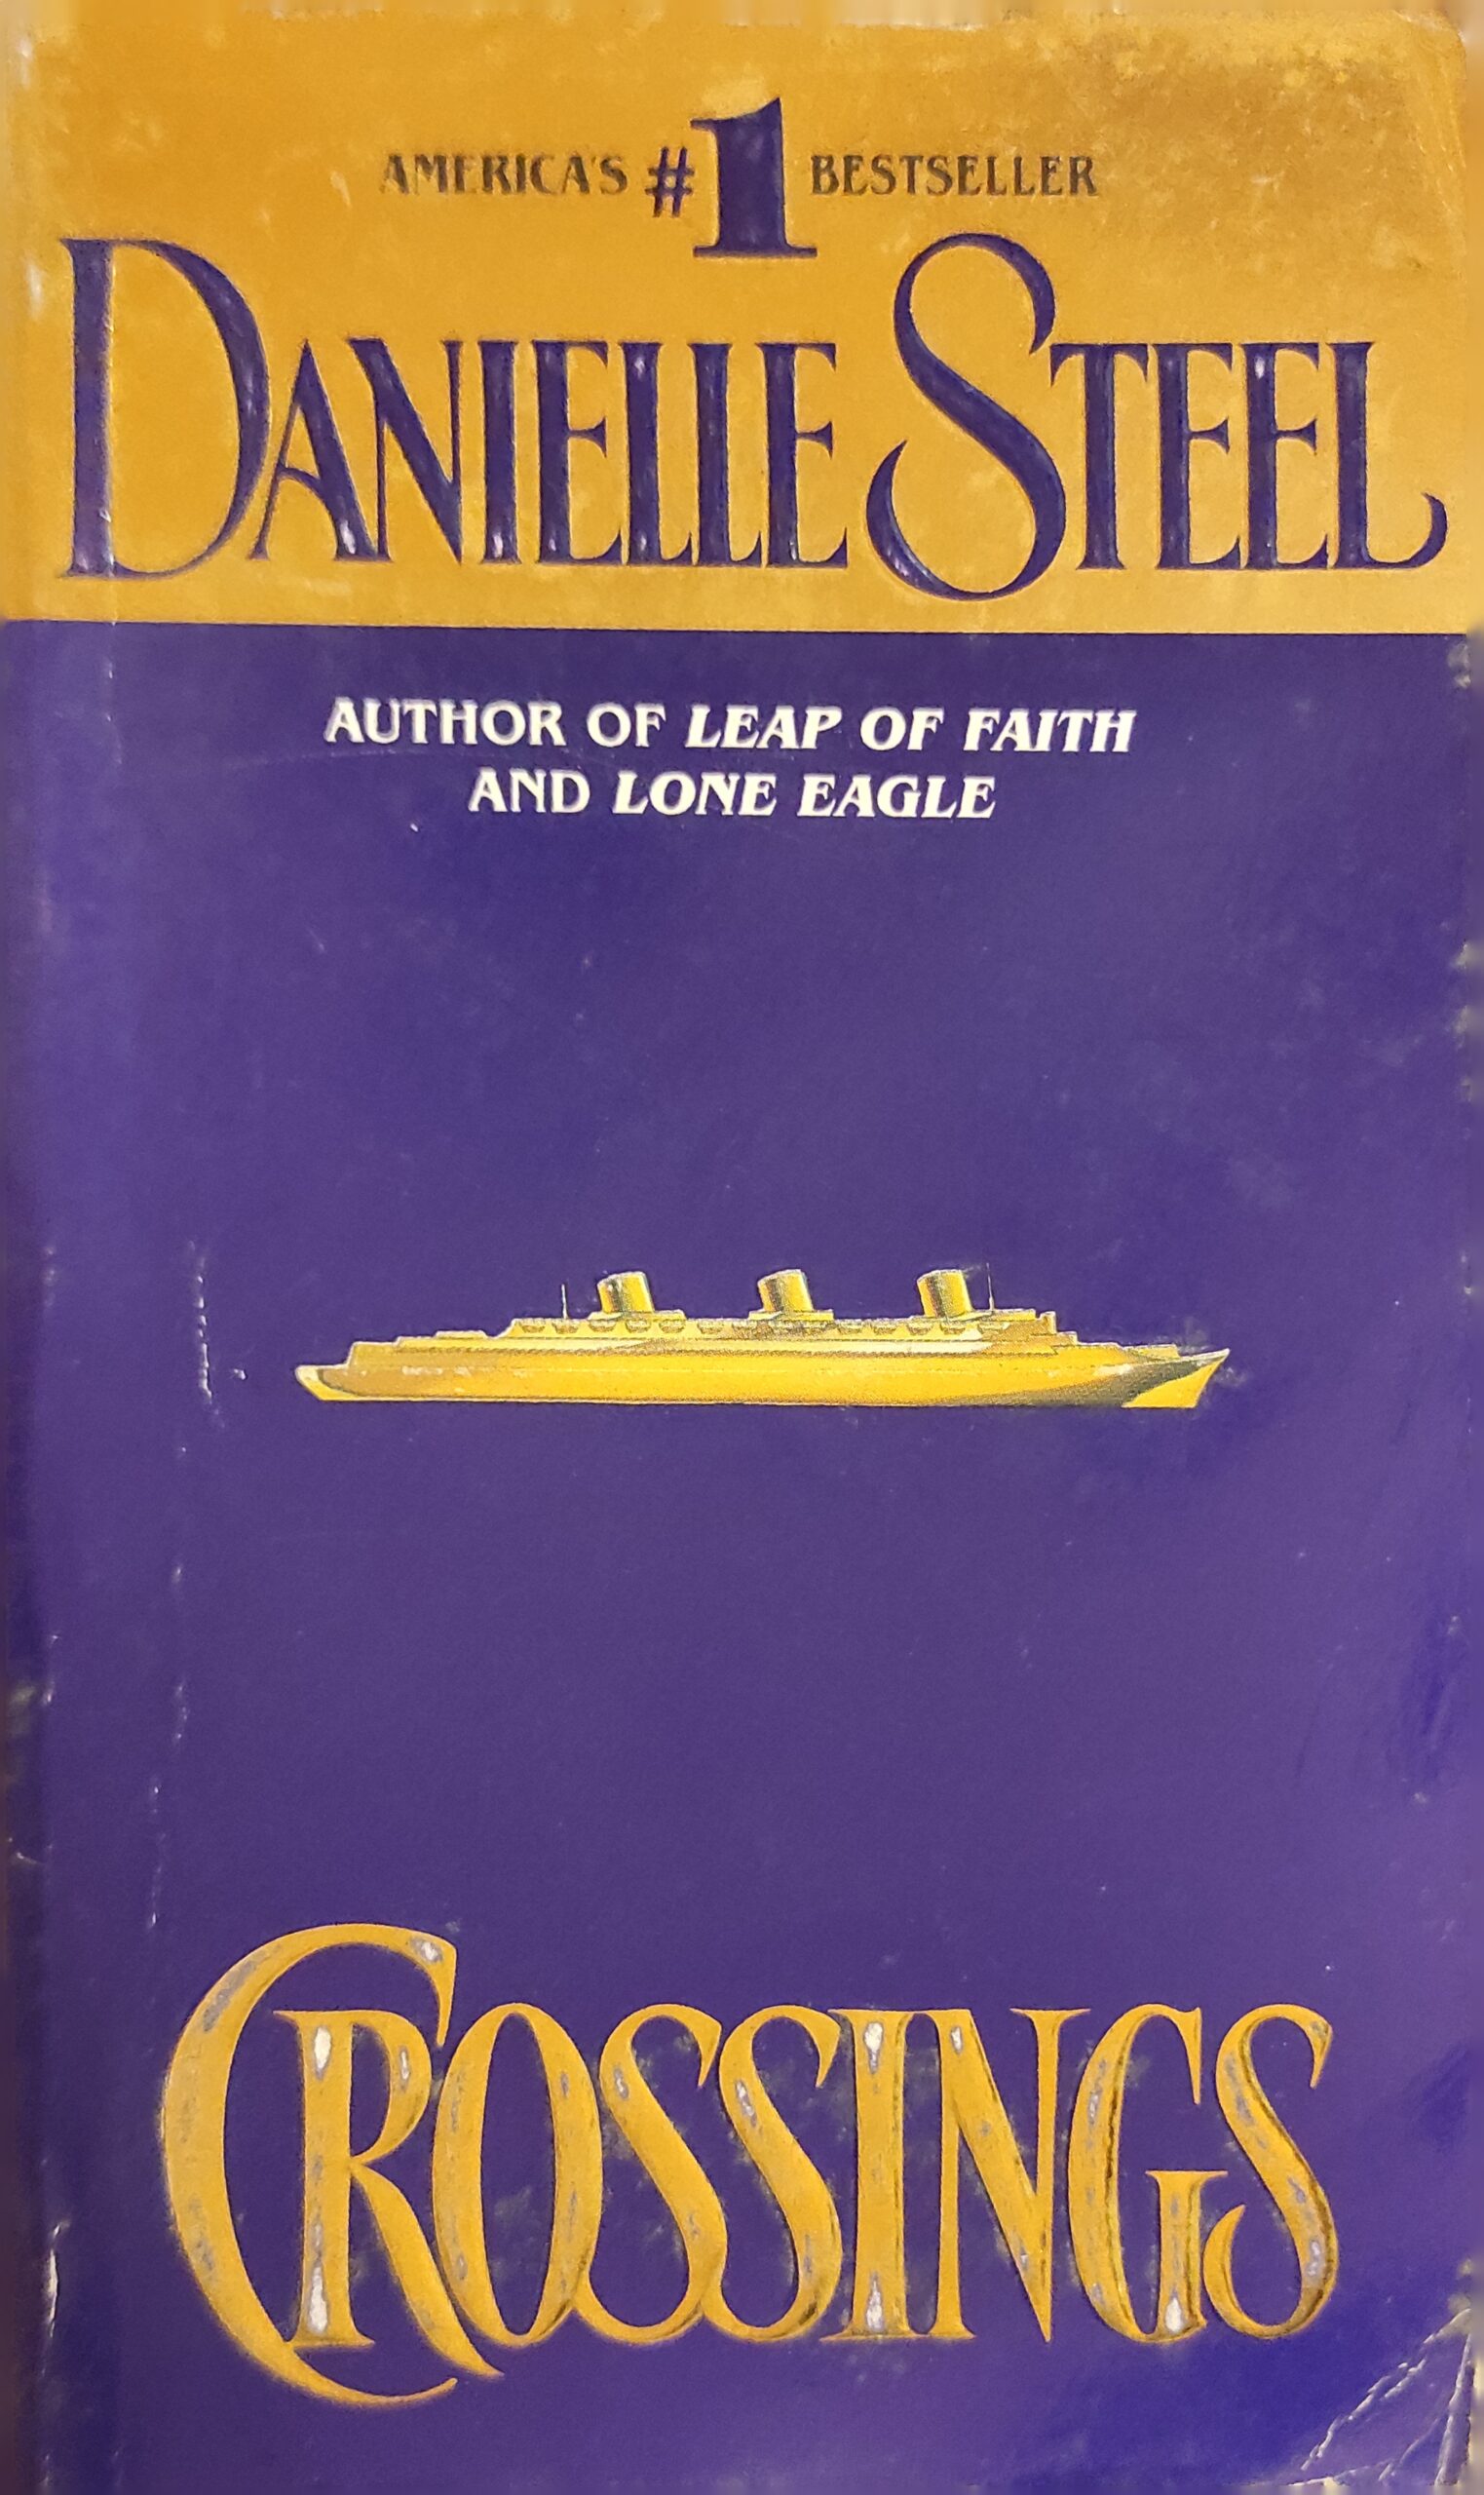 AMERICA'S #1 BESTSELLER
DANIELLE STEEL
AUTHOR OF LEAP OF FAITH
AND LONE EAGLE
CROSSINGS